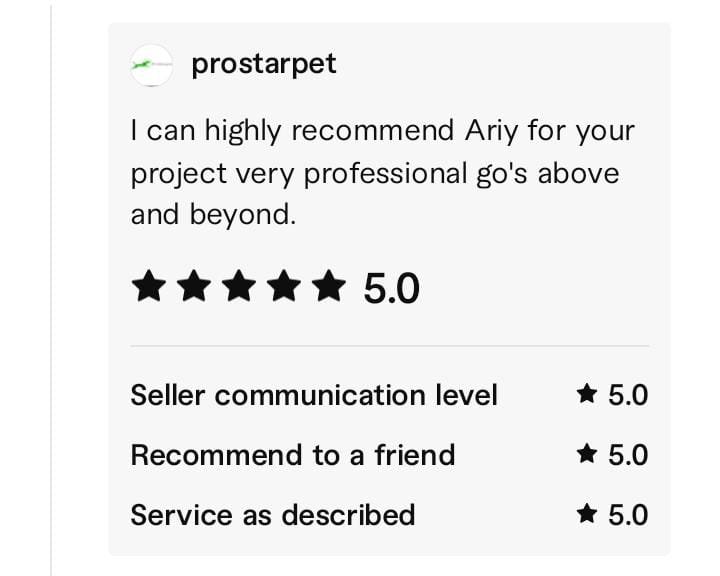 prostarpet
I can highly recommend Ariy for your
project very professional go's above
and beyond.
5.0
Seller communication level 5.0
Recommend to a friend 5.0
Service as described 5.0